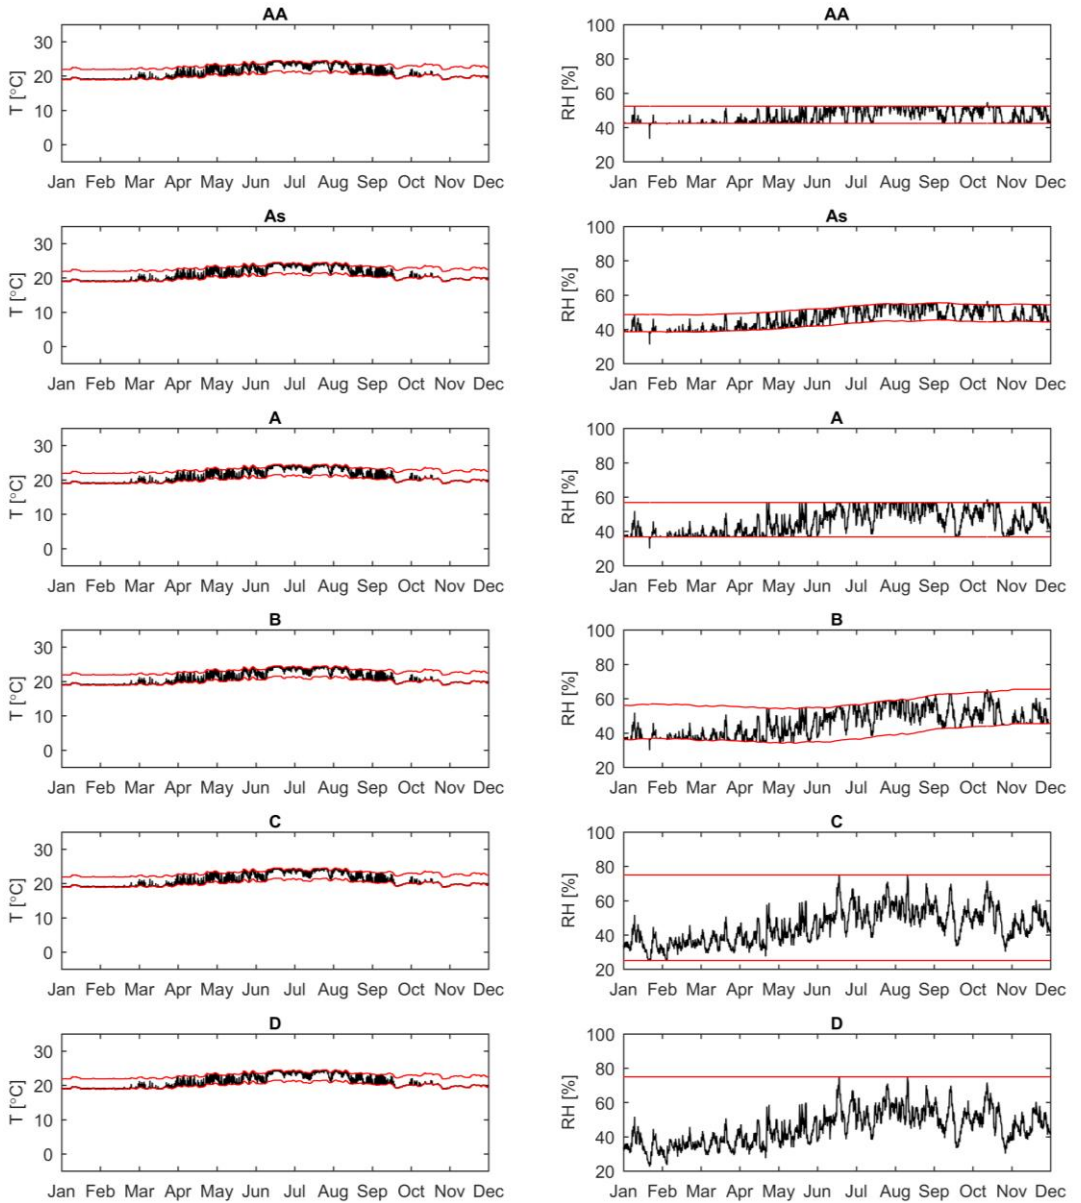 AA AA
T [°C] 30 20 10 0 RH [%] 100 80 60 40 20
Jan Feb Mar Apr May Jun Jul Aug Sep Oct Nov Dec Jan Feb Mar Apr May Jun Jul Aug Sep Oct Nov Dec
As As
T [°C] 30 20 10 0 RH [%] 100 80 60 40 20
Jan Feb Mar Apr May Jun Jul Aug Sep Oct Nov Dec Jan Feb Mar Apr May Jun Jul Aug Sep Oct Nov Dec
A A
T [°C] 30 20 10 0 RH [%] 100 80 60 40 20
Jan Feb Mar Apr May Jun Jul Aug Sep Oct Nov Dec Jan Feb Mar Apr May Jun Jul Aug Sep Oct Nov Dec
B B
T [°C] 30 20 10 0 RH [%] 100 80 60 40 20
Jan Feb Mar Apr May Jun Jul Aug Sep Oct Nov Dec Jan Feb Mar Apr May Jun Jul Aug Sep Oct Nov Dec
C C
T [°C] 30 20 10 0 RH [%] 100 80 60 40 20
Jan Feb Mar Apr May Jun Jul Aug Sep Oct Nov Dec Jan Feb Mar Apr May Jun Jul Aug Sep Oct Nov Dec
D D
T [°C] 30 20 10 0 RH [%] 100 80 60 40 20
Jan Feb Mar Apr May Jun Jul Aug Sep Oct Nov Dec Jan Feb Mar Apr May Jun Jul Aug Sep Oct Nov Dec